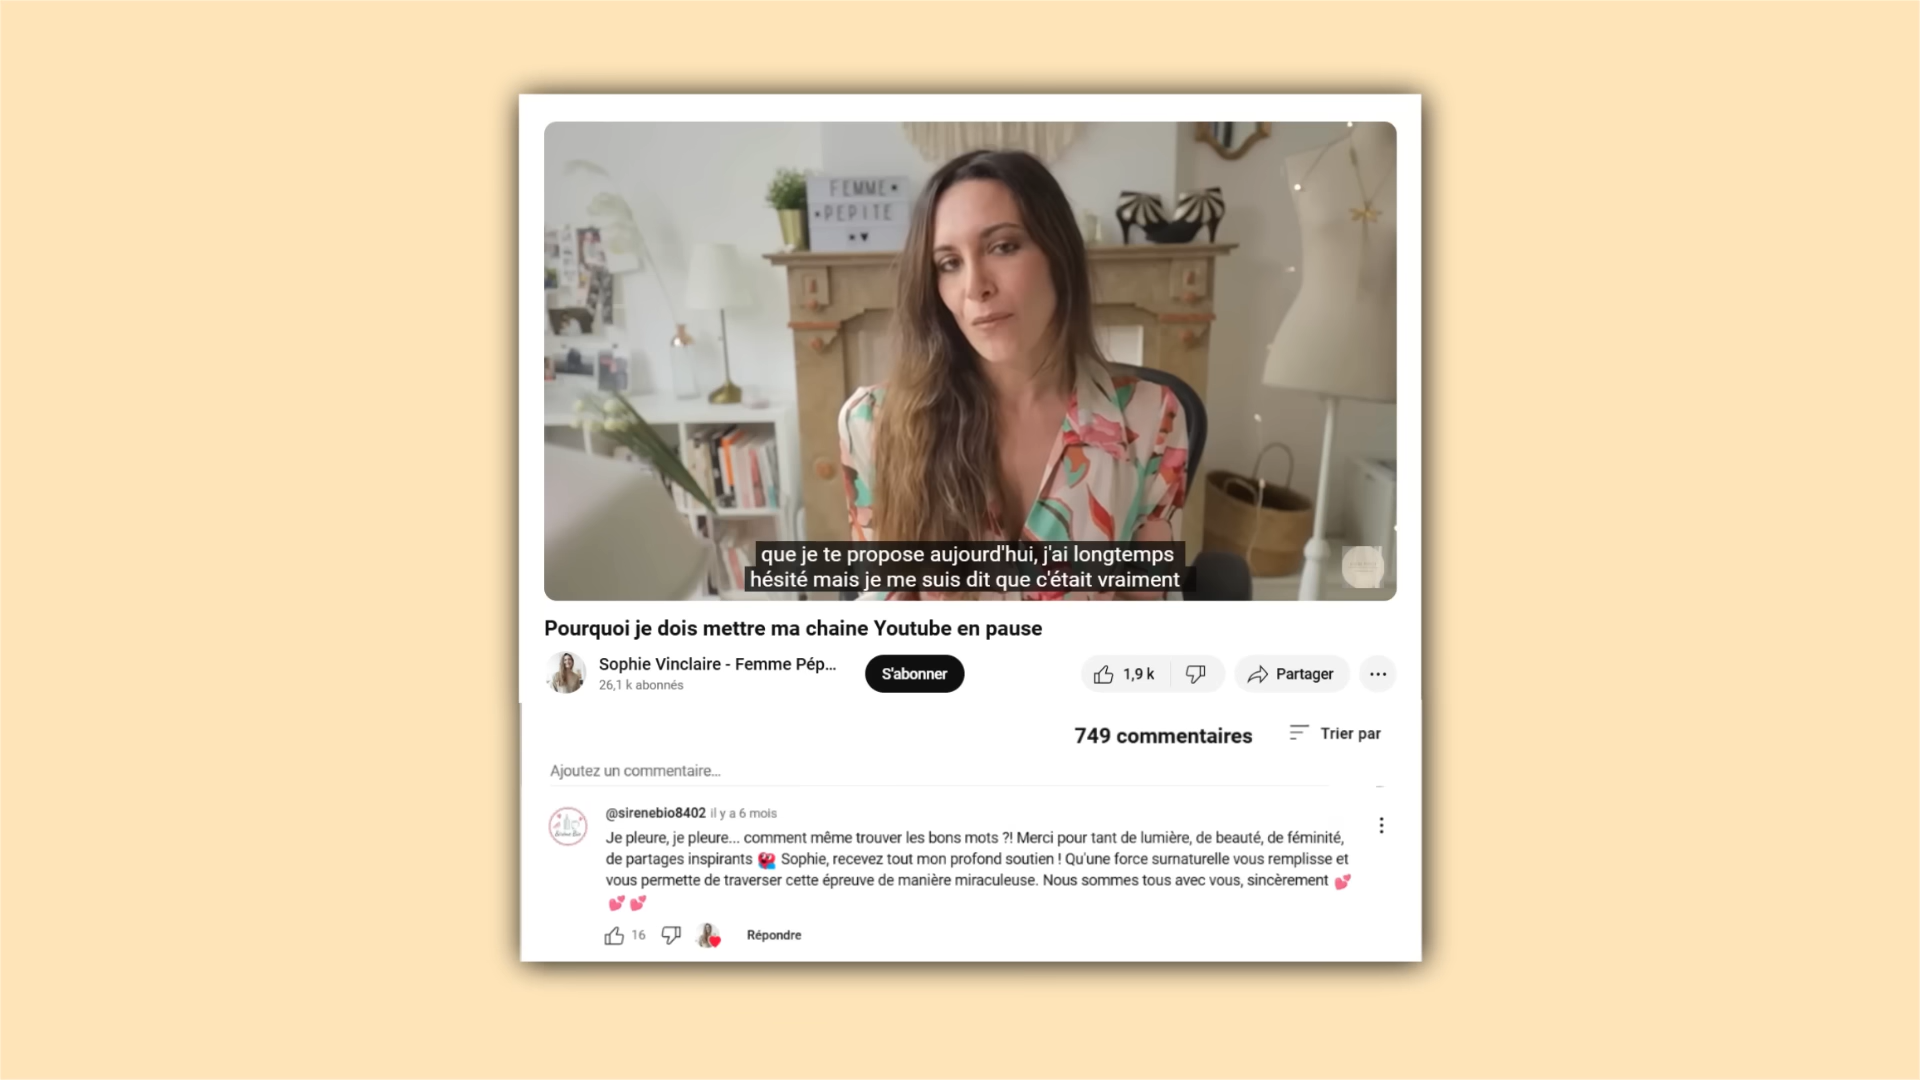 FEMME
PEPITE
que je te propose aujourd'hui, j'ai longtemps
hésité mais je me suis dit que c'était vraiment
Pourquoi je dois mettre ma chaine Youtube en pause
Sophie Vinclaire - Femme Pép...
26,1 k abonnés
S'abonner
1,9 k
Partager
749 commentaires
Trier par
Ajoutez un commentaire...
@sirenebio8402 il y a 6 mois
Je pleure, je pleure... comment même trouver les bons mots ?! Merci pour tant de lumière, de beauté, de féminité,
de partages inspirants 💓 Sophie, recevez tout mon profond soutien ! Qu'une force surnaturelle vous remplisse et
vous permette de traverser cette épreuve de manière miraculeuse. Nous sommes tous avec vous, sincèrement 💕
💕 💕
16
Répondre